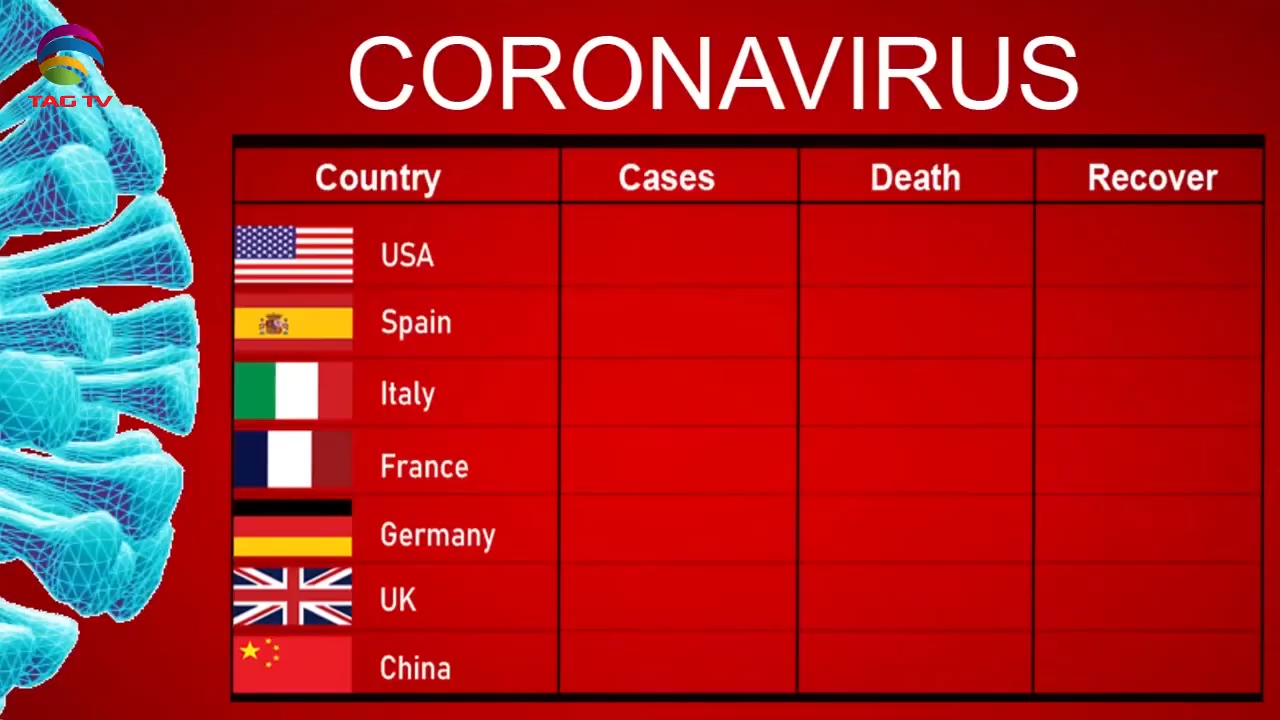 TAG TV
CORONAVIRUS
Country Cases Death Recover
USA
Spain
Italy
France
Germany
UK
China